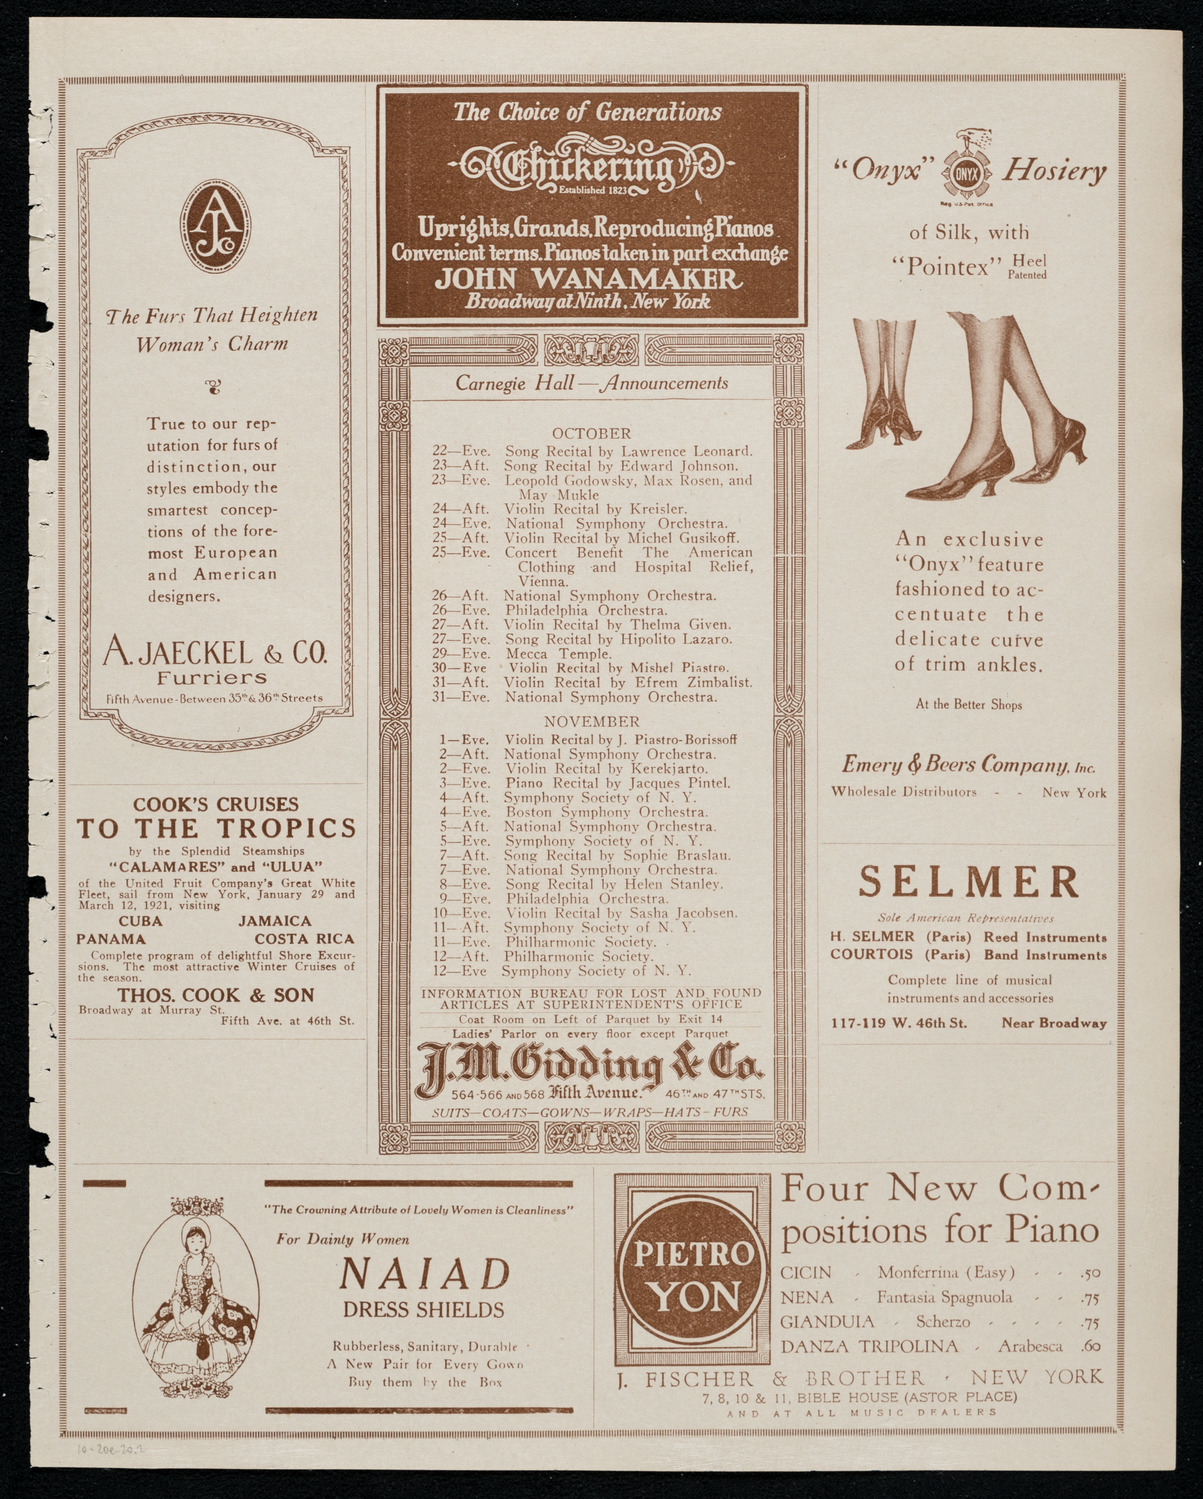 AJCo
The Furs That Heighten
Woman's Charm
True to our rep-
utation for furs of
distinction, our
styles embody the
smartest concep-
tions of the fore-
most European
and American
designers.
A. JAECKEL & CO.
Furriers
Fifth Avenue-Between 35th & 36th Streets
COOK'S CRUISES
TO THE TROPICS
by the Splendid Steamships
"CALAMARES" and "ULUA"
of the United Fruit Company's Great White
Fleet, sail from New York, January 29 and
March 12, 1921, visiting
CUBA JAMAICA
PANAMA COSTA RICA
Complete program of delightful Shore Excur-
sions. The most attractive Winter Cruises of
the season.
THOS. COOK & SON
Broadway at Murray St.
Fifth Ave. at 46th St.
The Choice of Generations
Chickering
Established 1823
Uprights, Grands, Reproducing Pianos
Convenient terms. Pianos taken in part exchange
JOHN WANAMAKER
Broadway at Ninth, New York
Carnegie Hall—Announcements
OCTOBER
22—Eve. Song Recital by Lawrence Leonard.
23—Aft. Song Recital by Edward Johnson.
23—Eve. Leopold Godowsky, Max Rosen, and
May Mukle
24—Aft. Violin Recital by Kreisler.
24—Eve. National Symphony Orchestra.
25—Aft. Violin Recital by Michel Gusikoff.
25—Eve. Concert Benefit The American
Clothing and Hospital Relief,
Vienna.
26—Aft. National Symphony Orchestra.
26—Eve. Philadelphia Orchestra.
27—Aft. Violin Recital by Thelma Given.
27—Eve. Song Recital by Hipolito Lazaro.
29—Eve. Mecca Temple.
30—Eve Violin Recital by Mishel Piastro.
31—Aft. Violin Recital by Efrem Zimbalist.
31—Eve. National Symphony Orchestra.
NOVEMBER
1—Eve. Violin Recital by J. Piastro-Borissoff
2—Aft. National Symphony Orchestra.
2—Eve. Violin Recital by Kerekjarto.
3—Eve. Piano Recital by Jacques Pintel.
4—Aft. Symphony Society of N. Y.
4—Eve. Boston Symphony Orchestra.
5—Aft. National Symphony Orchestra.
5—Eve. Symphony Society of N. Y.
7—Aft. Song Recital by Sophie Braslau.
7—Eve. National Symphony Orchestra.
8—Eve. Song Recital by Helen Stanley.
9—Eve. Philadelphia Orchestra.
10—Eve. Violin Recital by Sasha Jacobsen.
11—Aft. Symphony Society of N. Y.
11—Eve. Philharmonic Society.
12—Aft. Philharmonic Society.
12—Eve Symphony Society of N. Y.
INFORMATION BUREAU FOR LOST AND FOUND
ARTICLES AT SUPERINTENDENT'S OFFICE
Coat Room on Left of Parquet by Exit 14
Ladies' Parlor on every floor except Parquet
J.M. Gidding & Co.
564-566 AND 568 Fifth Avenue. 46TH AND 47TH STS.
SUITS—COATS—GOWNS—WRAPS—HATS—FURS
"Onyx" ONYX Hosiery
Reg U.S. Pat. Office
of Silk, with
"Pointex" Heel
Patented
An exclusive
"Onyx" feature
fashioned to ac-
centuate the
delicate curve
of trim ankles.
At the Better Shops
Emery & Beers Company, Inc.
Wholesale Distributors - - New York
SELMER
Sole American Representatives
H. SELMER (Paris) Reed Instruments
COURTOIS (Paris) Band Instruments
Complete line of musical
instruments and accessories
117-119 W. 46th St. Near Broadway
"The Crowning Attribute of Lovely Women is Cleanliness"
For Dainty Women
NAIAD
DRESS SHIELDS
Rubberless, Sanitary, Durable
A New Pair for Every Gown
Buy them by the Box
PIETRO
YON
Four New Com-
positions for Piano
CICIN - Monferrina (Easy) - - .50
NENA - Fantasia Spagnuola - - .75
GIANDUIA - Scherzo - - - - .75
DANZA TRIPOLINA - Arabesca .60
J. FISCHER & BROTHER · NEW YORK
7, 8, 10 & 11, BIBLE HOUSE (ASTOR PLACE)
AND AT ALL MUSIC DEALERS
10-20e-20.2